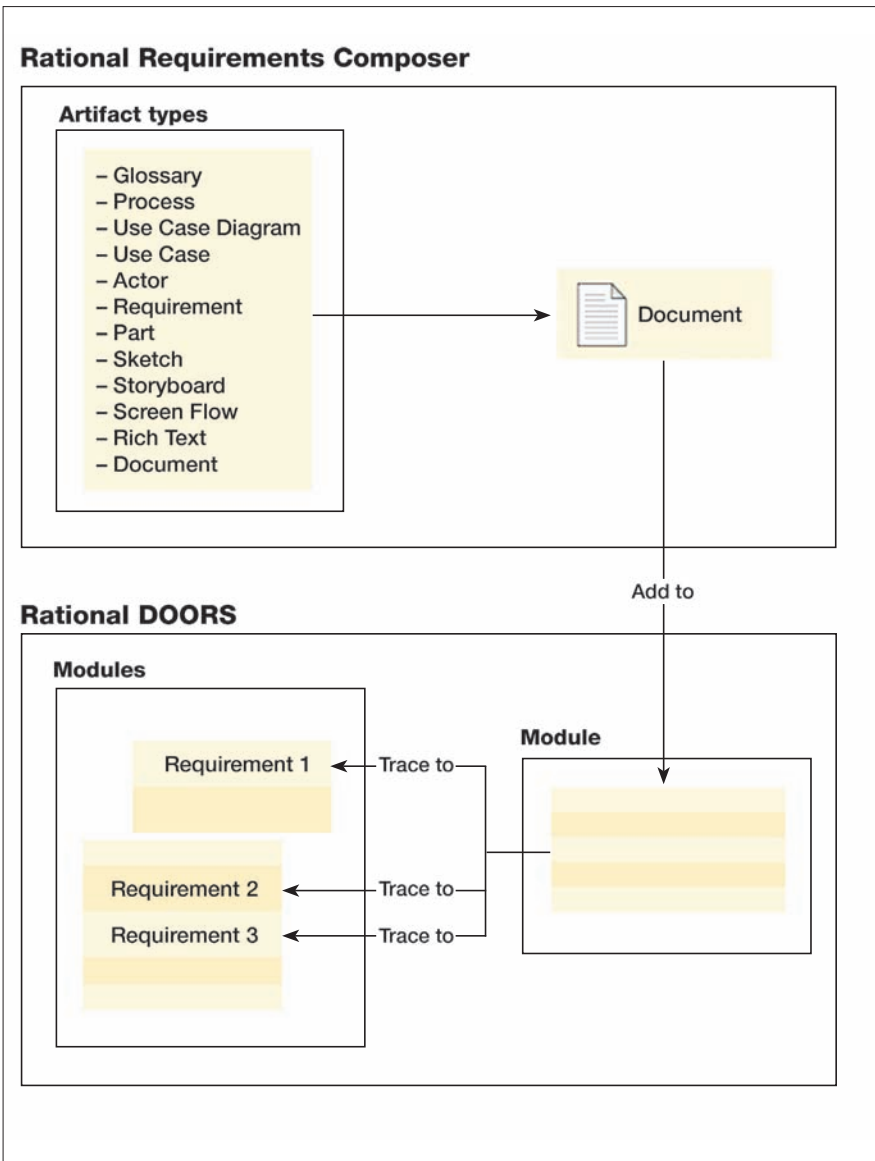 Rational Requirements Composer
Artifact types
– Glossary
– Process
– Use Case Diagram
– Use Case
– Actor
– Requirement
– Part
– Sketch
– Storyboard
– Screen Flow
– Rich Text
– Document
Document
Add to
Rational DOORS
Modules
Requirement 1
Trace to
Module
Requirement 2
Trace to
Requirement 3
Trace to